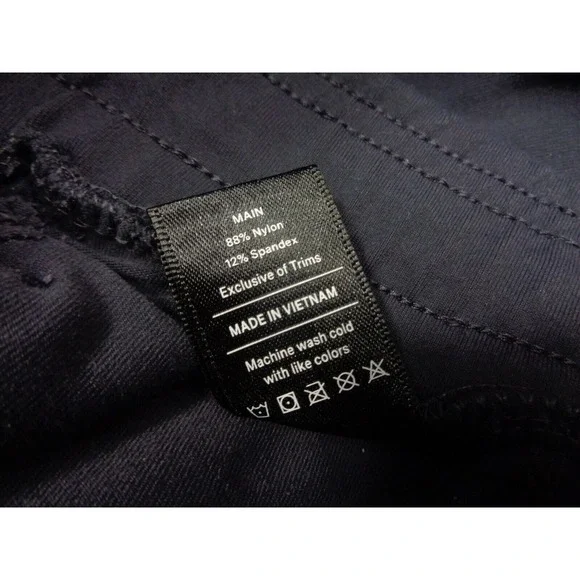 MAIN
88% Nylon
12% Spandex
Exclusive of Trims
MADE IN VIETNAM
Machine wash cold
with like colors